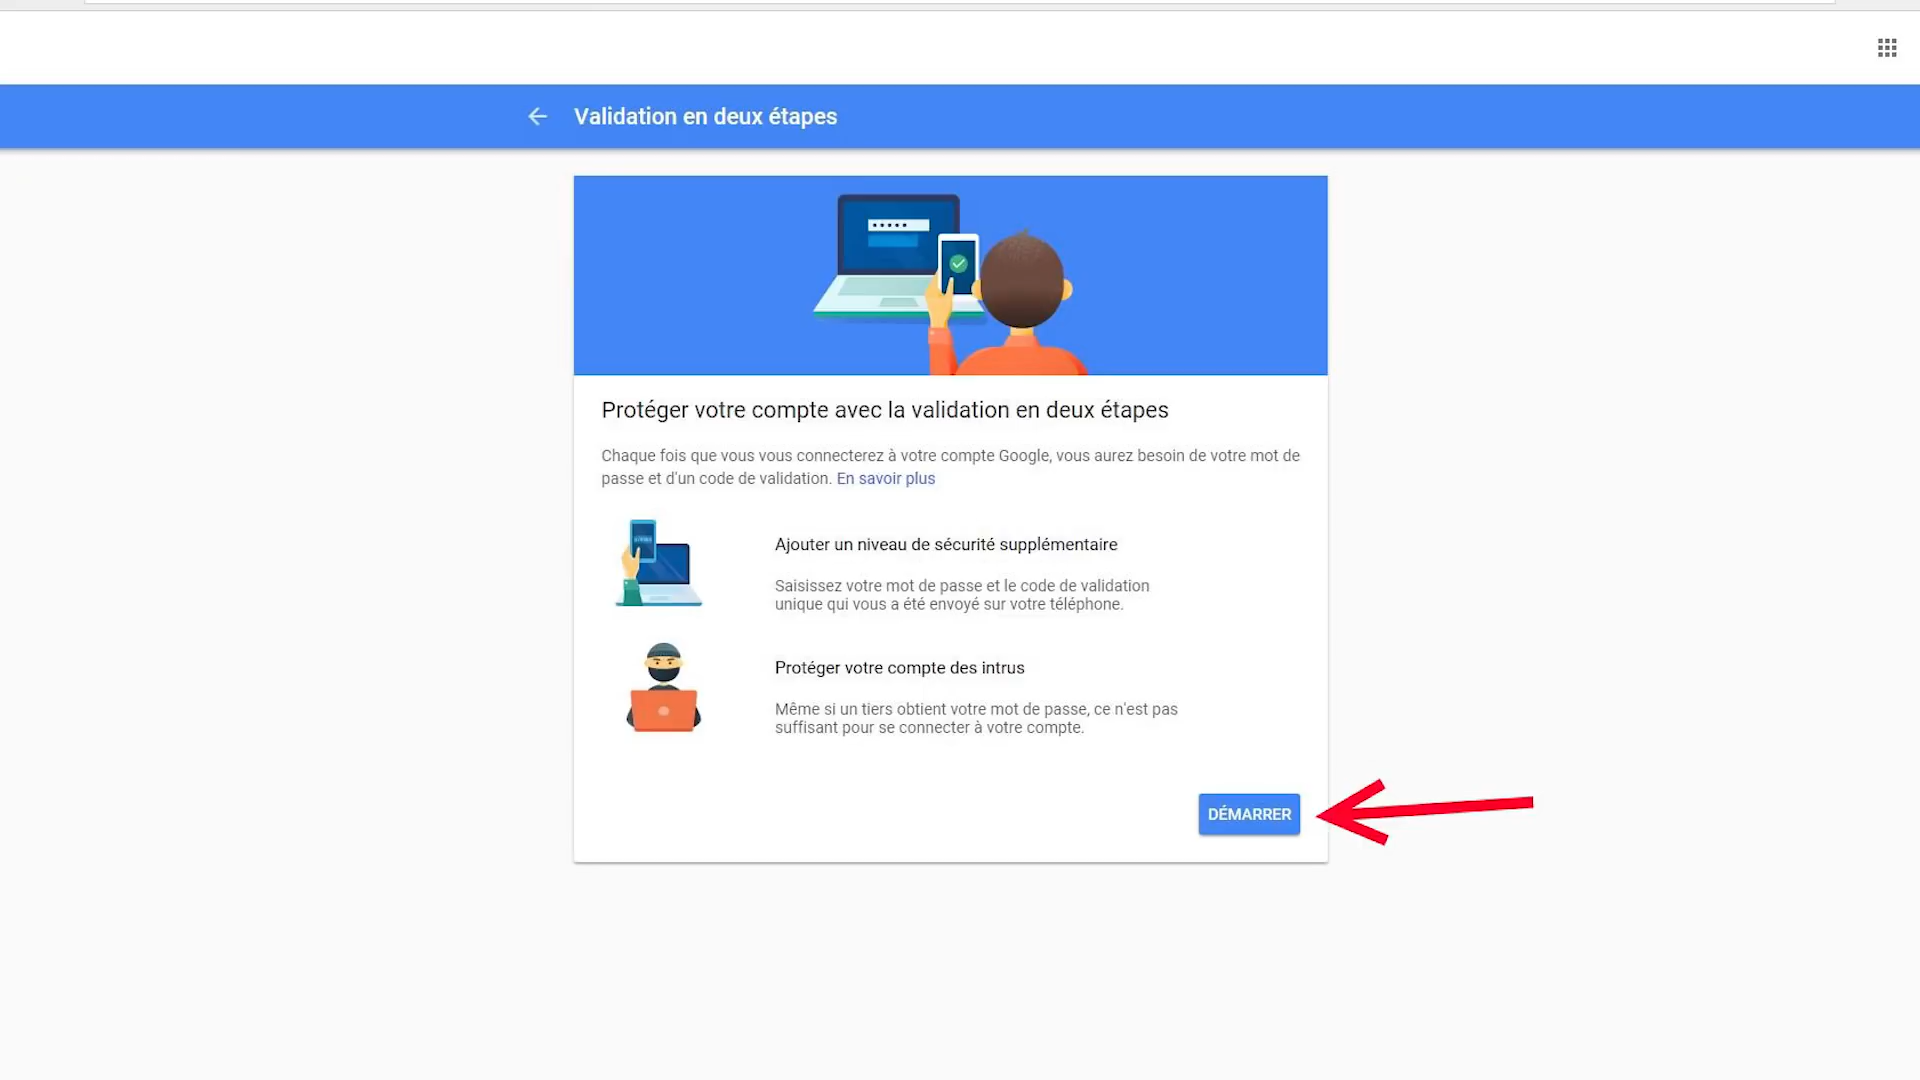 Validation en deux étapes
Protéger votre compte avec la validation en deux étapes
Chaque fois que vous vous connecterez à votre compte Google, vous aurez besoin de votre mot de
passe et d'un code de validation. En savoir plus
Ajouter un niveau de sécurité supplémentaire
Saisissez votre mot de passe et le code de validation
unique qui vous a été envoyé sur votre téléphone.
Protéger votre compte des intrus
Même si un tiers obtient votre mot de passe, ce n'est pas
suffisant pour se connecter à votre compte.
DÉMARRER